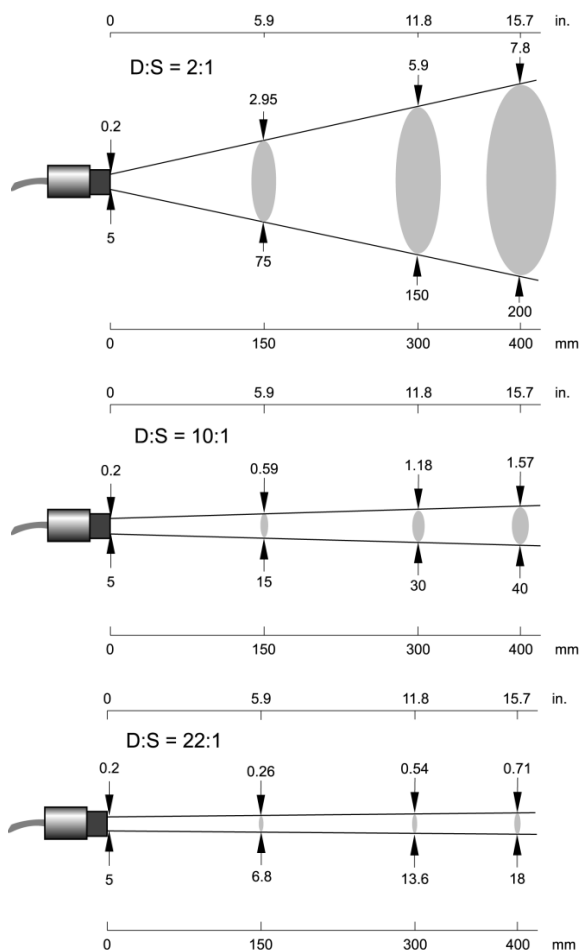 0 5.9 11.8 15.7 in.
7.8
D:S = 2:1
5.9
2.95
0.2
5
75
150
200
0 150 300 400 mm
0 5.9 11.8 15.7 in.
D:S = 10:1
0.2 0.59 1.18 1.57
5 15 30 40
0 150 300 400 mm
0 5.9 11.8 15.7 in.
D:S = 22:1
0.2 0.26 0.54 0.71
5 6.8 13.6 18
0 150 300 400 mm